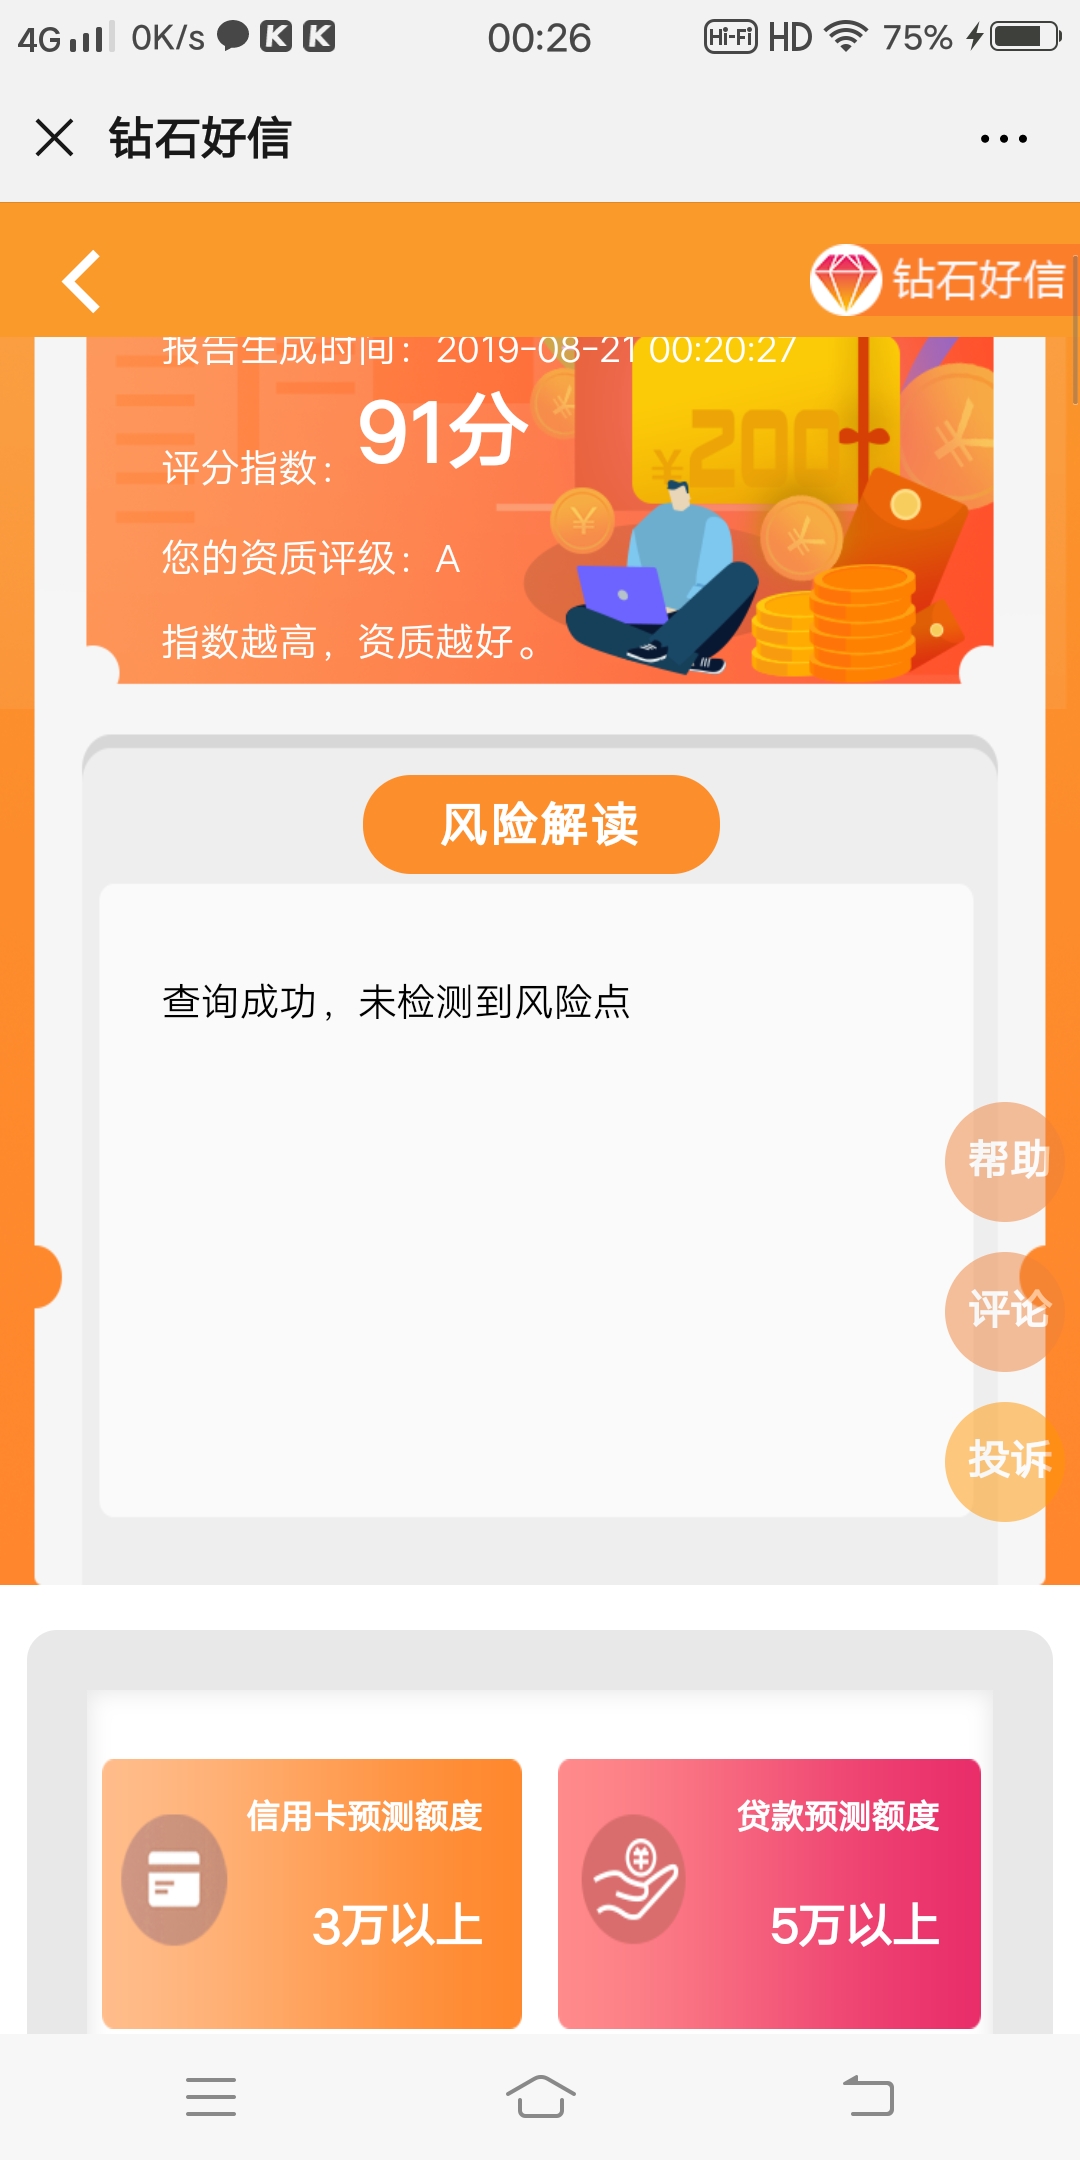 4G 0K/s K K 00:26 Hi-Fi HD 75%
钻石好信
钻石好信
报告生成时间：2019-08-21 00:20:27
评分指数：91分
¥200
您的资质评级：A
指数越高，资质越好。
风险解读
查询成功，未检测到风险点
帮助
评论
投诉
信用卡预测额度
3万以上
贷款预测额度
5万以上